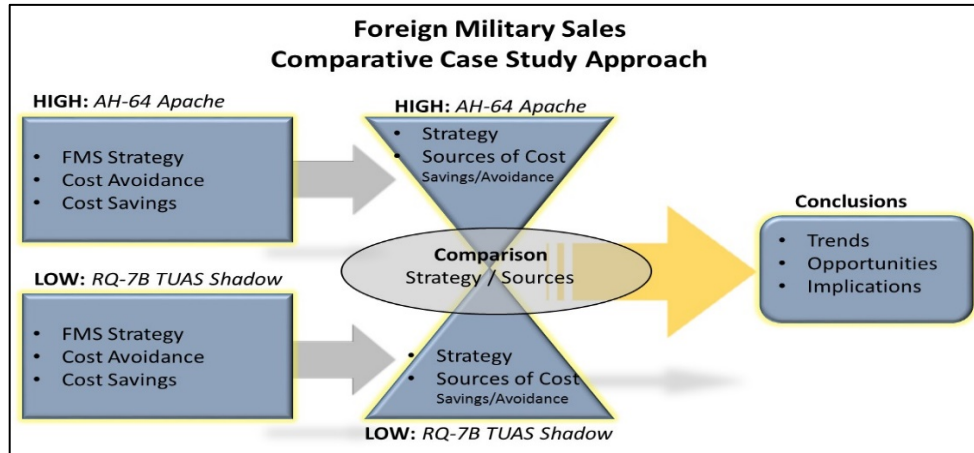 Foreign Military Sales
Comparative Case Study Approach
HIGH: AH-64 Apache
• FMS Strategy
• Cost Avoidance
• Cost Savings
HIGH: AH-64 Apache
• Strategy
• Sources of Cost
Savings/Avoidance
Comparison
Strategy / Sources
LOW: RQ-7B TUAS Shadow
• FMS Strategy
• Cost Avoidance
• Cost Savings
• Strategy
• Sources of Cost
Savings/Avoidance
LOW: RQ-7B TUAS Shadow
Conclusions
• Trends
• Opportunities
• Implications